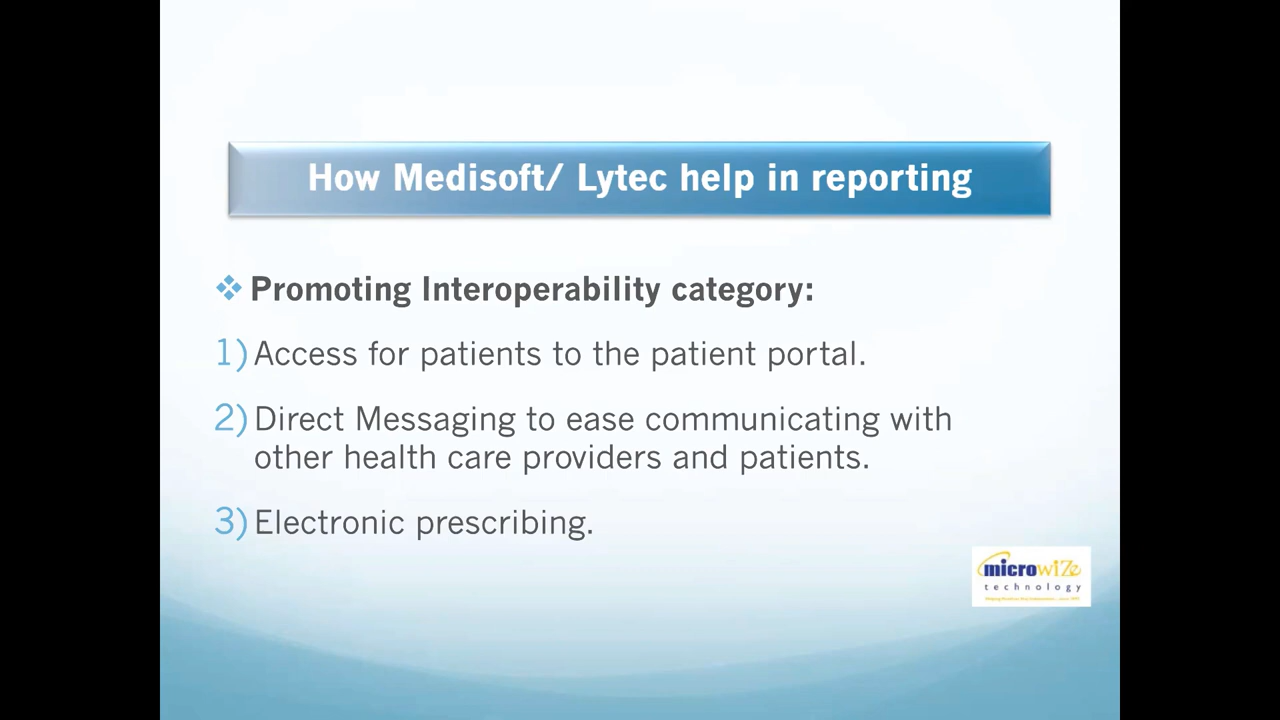 How Medisoft/ Lytec help in reporting
❖ Promoting Interoperability category:
1) Access for patients to the patient portal.
2) Direct Messaging to ease communicating with
other health care providers and patients.
3) Electronic prescribing.
microwize
technology